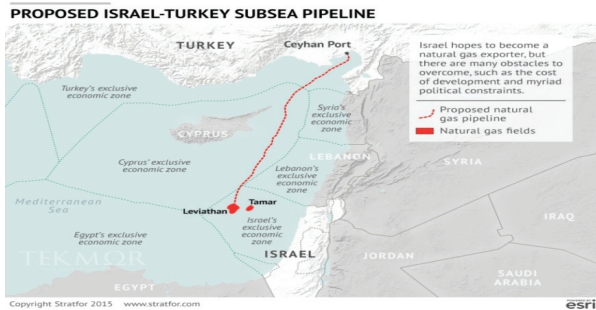 PROPOSED ISRAEL-TURKEY SUBSEA PIPELINE
TURKEY
Ceyhan Port
Israel hopes to become a
natural gas exporter, but
there are many obstacles to
overcome, such as the cost
of development and myriad
political constraints.
Proposed natural
gas pipeline
Natural gas fields
Turkey's exclusive
economic zone
Syria's
exclusive
economic
zone
CYPRUS
LEBANON
SYRIA
Cyprus' exclusive
economic zone
Lebanon's
exclusive
economic
zone
Mediterranean
Sea
Leviathan
Tamar
Israel's
exclusive
economic
zone
IRAQ
Egypt's exclusive
economic zone
ISRAEL
JORDAN
TEKMOR
SAUDI
ARABIA
EGYPT
Copyright Stratfor 2015 www.stratfor.com
POWERED BY
esri